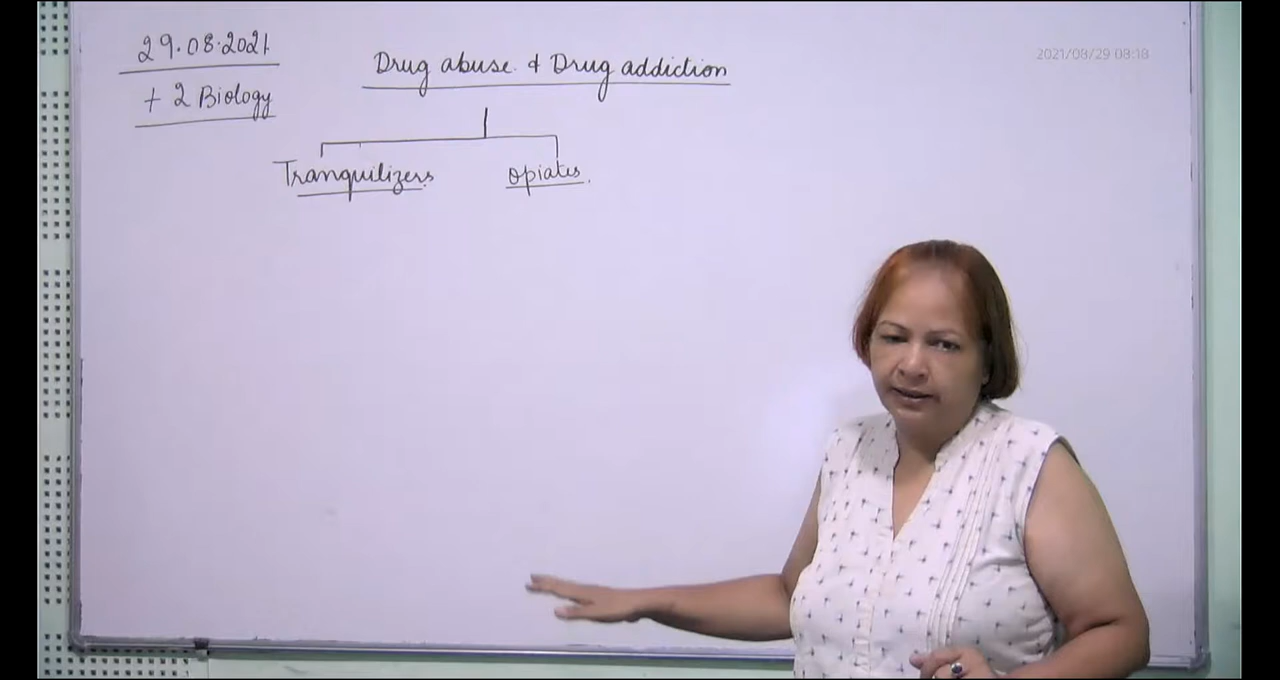 29.08.2021
+2 Biology
Drug abuse & Drug addiction
Tranquilizers
opiates.
2021/08/29 08:18